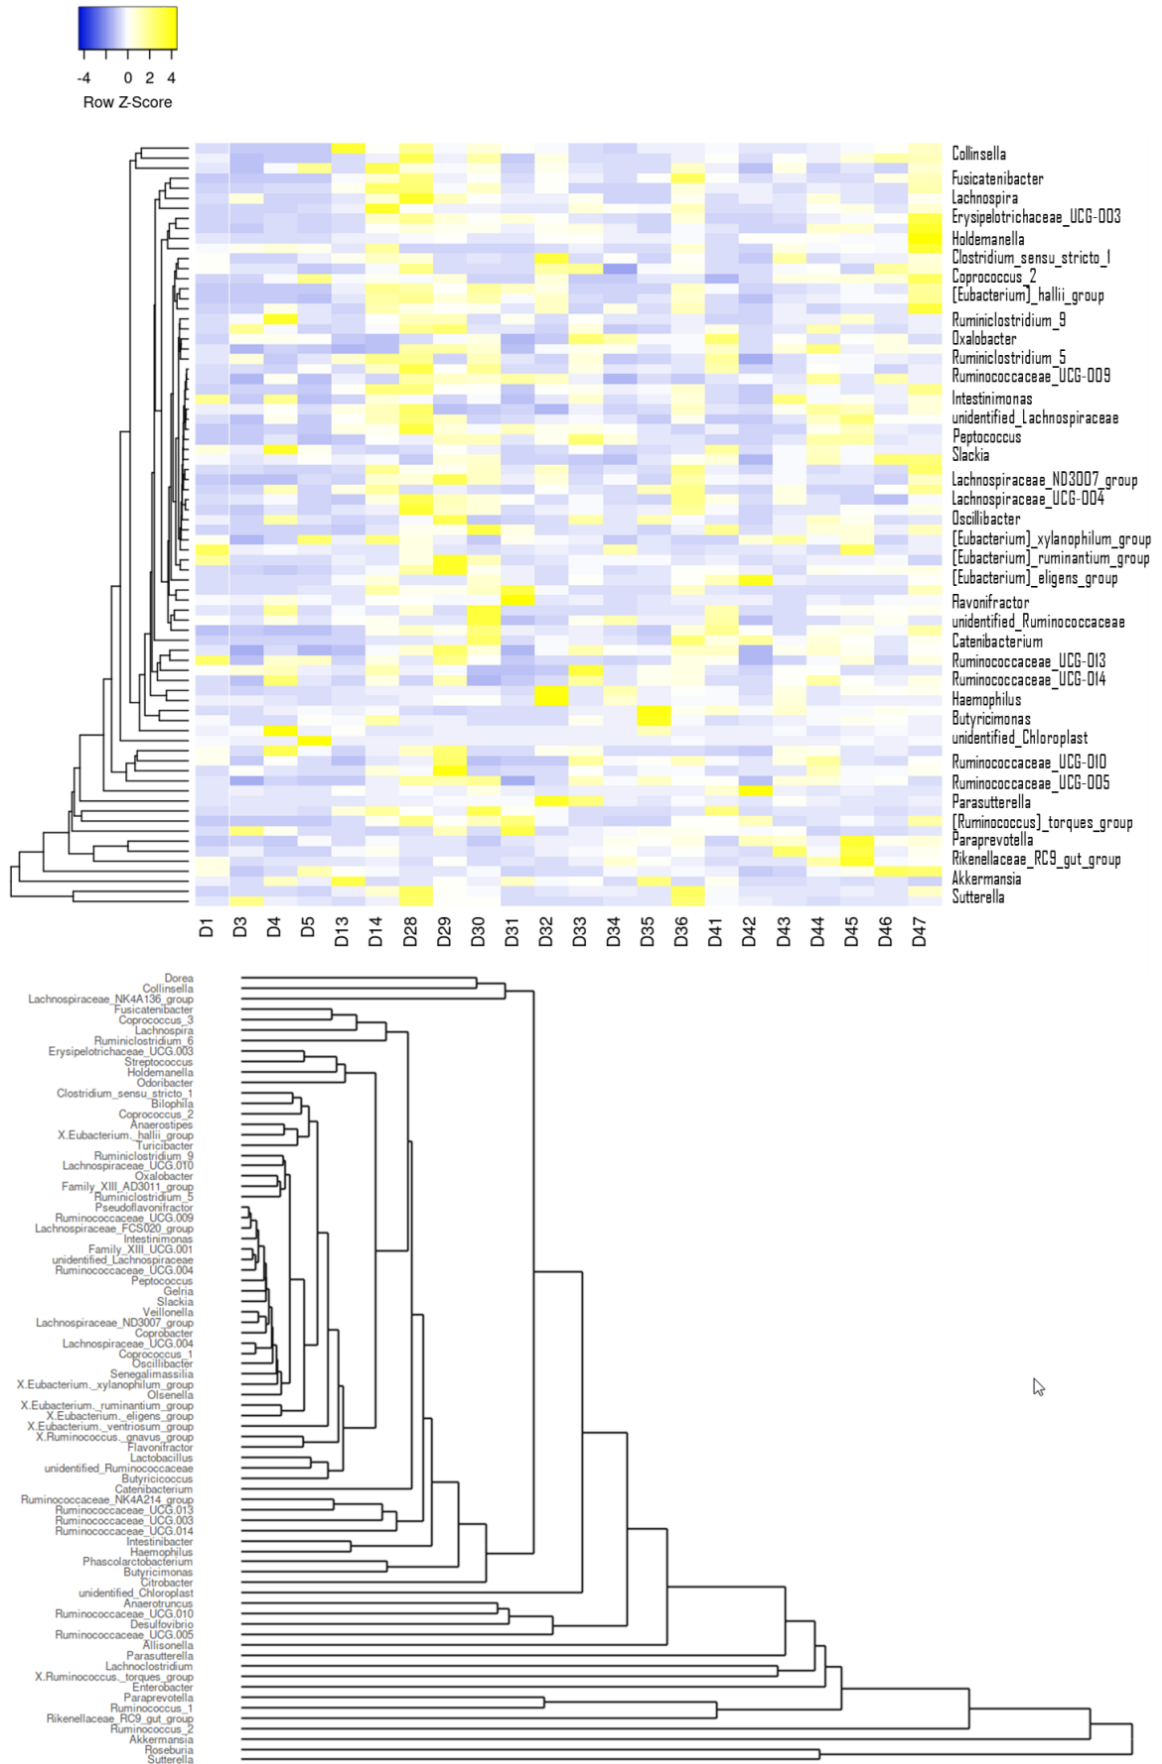 -4 0 2 4
Row Z-Score
Collinsella
Fusicatenibacter
Lachnospira
Erysipelotrichaceae_UCG-003
Holdemanella
Clostridium_sensu_stricto_1
Coprococcus_2
[Eubacterium]_hallii_group
Ruminiclostridium_9
Oxalobacter
Ruminiclostridium_5
Ruminococcaceae_UCG-009
Intestinimonas
unidentified_Lachnospiraceae
Peptococcus
Slackia
Lachnospiraceae_ND3007_group
Lachnospiraceae_UCG-004
Oscillibacter
[Eubacterium]_xylanophilum_group
[Eubacterium]_ruminantium_group
[Eubacterium]_eligens_group
Flavonifractor
unidentified_Ruminococcaceae
Catenibacterium
Ruminococcaceae_UCG-013
Ruminococcaceae_UCG-014
Haemophilus
Butyricimonas
unidentified_Chloroplast
Ruminococcaceae_UCG-010
Ruminococcaceae_UCG-005
Parasutterella
[Ruminococcus]_torques_group
Paraprevotella
Rikenellaceae_RC9_gut_group
Akkermansia
Sutterella
D1 D3 D4 D5 D13 D14 D28 D29 D30 D31 D32 D33 D34 D35 D36 D41 D42 D43 D44 D45 D46 D47
Dorea
Collinsella
Lachnospiraceae_NK4A136_group
Fusicatenibacter
Coprococcus_3
Lachnospira
Ruminiclostridium_6
Erysipelotrichaceae_UCG.003
Streptococcus
Holdemanella
Odoribacter
Clostridium_sensu_stricto_1
Bilophila
Coprococcus_2
Anaerostipes
X.Eubacterium._hallii_group
Turicibacter
Ruminiclostridium_9
Lachnospiraceae_UCG.010
Oxalobacter
Family_XIII_AD3011_group
Ruminiclostridium_5
Pseudoflavonifractor
Ruminococcaceae_UCG.009
Lachnospiraceae_FCS020_group
Intestinimonas
Family_XIII_UCG.001
unidentified_Lachnospiraceae
Ruminococcaceae_UCG.004
Peptococcus
Gelria
Slackia
Veillonella
Lachnospiraceae_ND3007_group
Coprobacter
Lachnospiraceae_UCG.004
Coprococcus_1
Oscillibacter
Senegalimassilia
X.Eubacterium._xylanophilum_group
Olsenella
X.Eubacterium._ruminantium_group
X.Eubacterium._eligens_group
X.Eubacterium._ventriosum_group
X.Ruminococcus._gnavus_group
Flavonifractor
Lactobacillus
unidentified_Ruminococcaceae
Butyricicoccus
Catenibacterium
Ruminococcaceae_NK4A214_group
Ruminococcaceae_UCG.013
Ruminococcaceae_UCG.003
Ruminococcaceae_UCG.014
Intestinibacter
Haemophilus
Phascolarctobacterium
Butyricimonas
Citrobacter
unidentified_Chloroplast
Anaerotruncus
Ruminococcaceae_UCG.010
Desulfovibrio
Ruminococcaceae_UCG.005
Allisonella
Parasutterella
Lachnoclostridium
X.Ruminococcus._torques_group
Enterobacter
Paraprevotella
Ruminococcus_1
Rikenellaceae_RC9_gut_group
Ruminococcus_2
Akkermansia
Roseburia
Sutterella